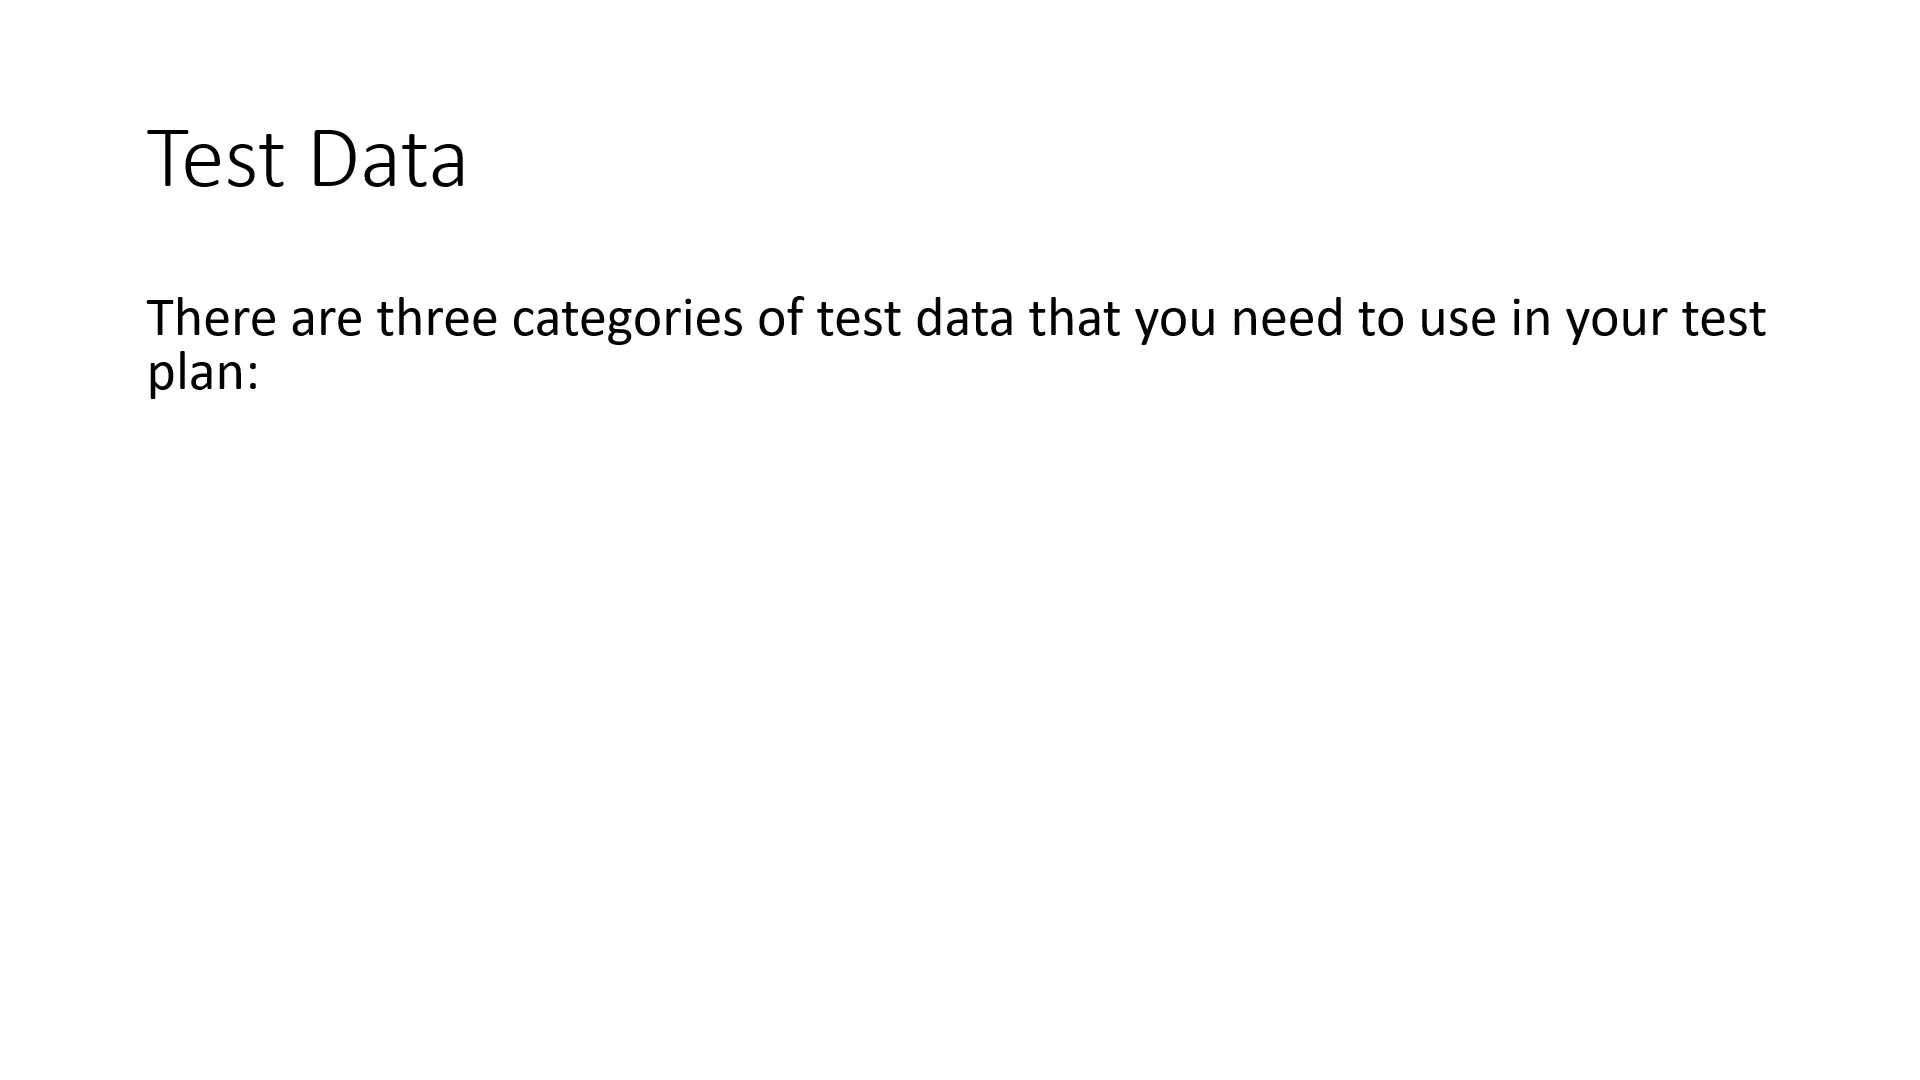 Test Data
There are three categories of test data that you need to use in your test
plan: